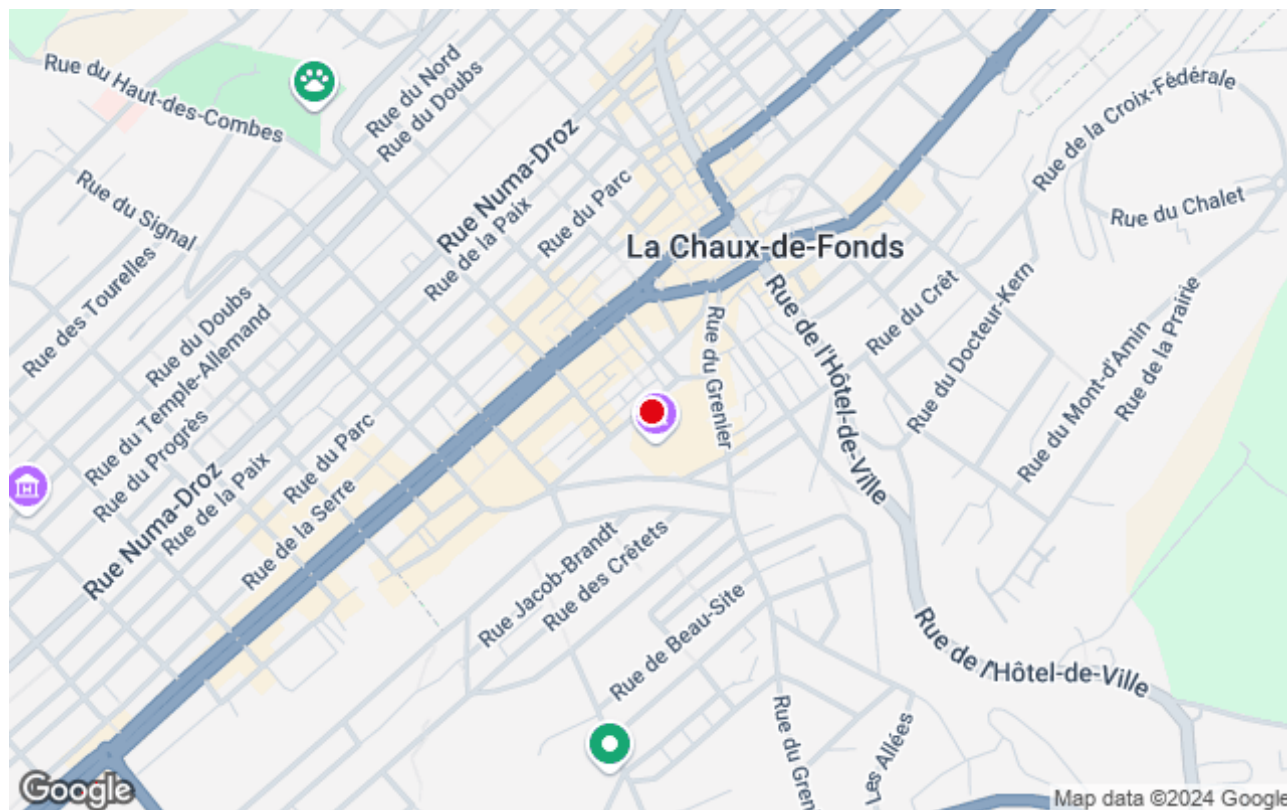 Rue du Haut-des-Combes
Rue du Nord
Rue du Doubs
Rue de la Croix-Fédérale
Rue Numa-Droz
Rue du Parc
Rue du Signal
Rue de la Paix
Rue du Chalet
La Chaux-de-Fonds
Rue des Tourelles
Rue du Doubs
Rue du Crêt
Rue du Docteur-Kern
Rue de l'Hôtel-de-Ville
Rue du Grenier
Rue du Temple-Allemand
Rue du Mont-d'Amin
Rue de la Prairie
Rue du Progrès
Rue du Parc
Rue de la Paix
Rue Numa-Droz
Rue de la Serre
H
Rue Jacob-Brandt
Rue des Crêtets
Rue de Beau-Site
Rue de l'Hôtel-de-Ville
Rue du Gren
Les Allées
Google
Map data ©2024 Google